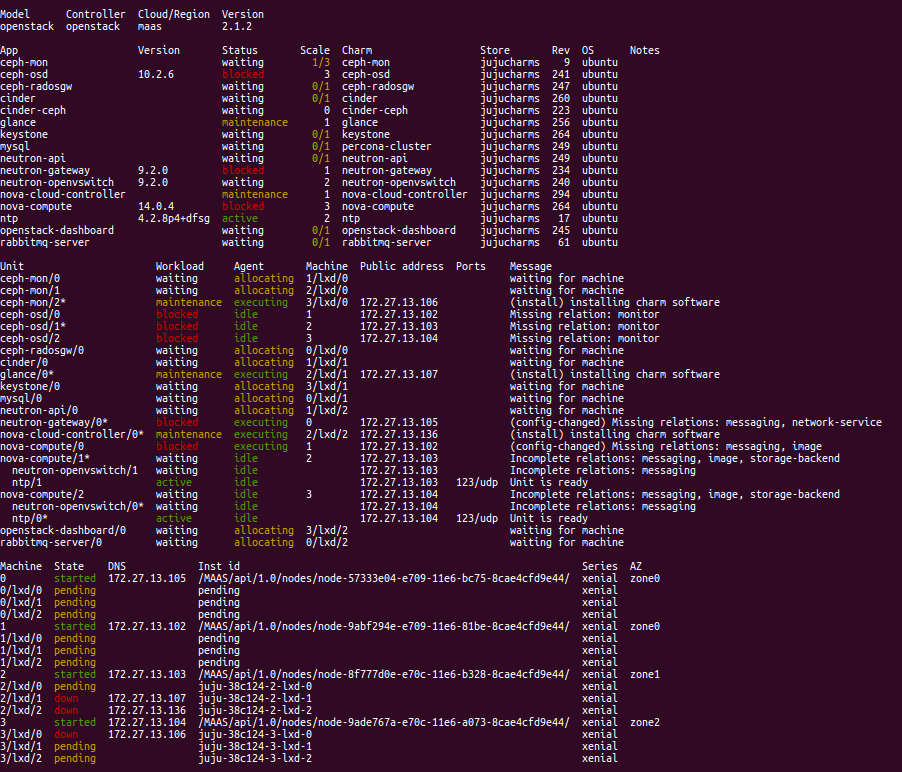 Model      Controller  Cloud/Region  Version
openstack  openstack   maas          2.1.2
App                 Version        Status       Scale  Charm                 Store       Rev  OS      Notes
ceph-mon                           waiting        1/3  ceph-mon              jujucharms    9  ubuntu
ceph-osd            10.2.6         blocked          3  ceph-osd              jujucharms  241  ubuntu
ceph-radosgw                       waiting        0/1  ceph-radosgw          jujucharms  247  ubuntu
cinder                             waiting        0/1  cinder                jujucharms  260  ubuntu
cinder-ceph                        waiting          0  cinder-ceph           jujucharms  223  ubuntu
glance                             maintenance      1  glance                jujucharms  256  ubuntu
keystone                           waiting        0/1  keystone              jujucharms  264  ubuntu
mysql                              waiting        0/1  percona-cluster       jujucharms  249  ubuntu
neutron-api                        waiting        0/1  neutron-api           jujucharms  249  ubuntu
neutron-gateway     9.2.0          blocked          1  neutron-gateway       jujucharms  234  ubuntu
neutron-openvswitch 9.2.0          waiting          2  neutron-openvswitch   jujucharms  240  ubuntu
nova-cloud-controller              maintenance      1  nova-cloud-controller jujucharms  294  ubuntu
nova-compute        14.0.4         blocked          3  nova-compute          jujucharms  264  ubuntu
ntp                 4.2.8p4+dfsg   active           2  ntp                   jujucharms   17  ubuntu
openstack-dashboard                waiting        0/1  openstack-dashboard   jujucharms  245  ubuntu
rabbitmq-server                    waiting        0/1  rabbitmq-server       jujucharms   61  ubuntu
Unit                      Workload     Agent       Machine  Public address  Ports    Message
ceph-mon/0                waiting      allocating  1/lxd/0                           waiting for machine
ceph-mon/1                waiting      allocating  2/lxd/0                           waiting for machine
ceph-mon/2*               maintenance  executing   3/lxd/0  172.27.13.106            (install) installing charm software
ceph-osd/0                blocked      idle        1        172.27.13.102            Missing relation: monitor
ceph-osd/1*               blocked      idle        2        172.27.13.103            Missing relation: monitor
ceph-osd/2                blocked      idle        3        172.27.13.104            Missing relation: monitor
ceph-radosgw/0            waiting      allocating  0/lxd/0                           waiting for machine
cinder/0                  waiting      allocating  1/lxd/1                           waiting for machine
glance/0*                 maintenance  executing   2/lxd/1  172.27.13.107            (install) installing charm software
keystone/0                waiting      allocating  3/lxd/1                           waiting for machine
mysql/0                   waiting      allocating  0/lxd/1                           waiting for machine
neutron-api/0             waiting      allocating  1/lxd/2                           waiting for machine
neutron-gateway/0*        blocked      executing   0        172.27.13.105            (config-changed) Missing relations: messaging, network-service
nova-cloud-controller/0*  maintenance  executing   2/lxd/2  172.27.13.136            (install) installing charm software
nova-compute/0            blocked      executing   1        172.27.13.102            (config-changed) Missing relations: messaging, image
nova-compute/1*           waiting      idle        2        172.27.13.103            Incomplete relations: messaging, image, storage-backend
  neutron-openvswitch/1   waiting      idle                 172.27.13.103            Incomplete relations: messaging
  ntp/1                   active       idle                 172.27.13.103   123/udp  Unit is ready
nova-compute/2            waiting      idle        3        172.27.13.104            Incomplete relations: messaging, image, storage-backend
  neutron-openvswitch/0*  waiting      idle                 172.27.13.104            Incomplete relations: messaging
  ntp/0*                  active       idle                 172.27.13.104   123/udp  Unit is ready
openstack-dashboard/0     waiting      allocating  3/lxd/2                           waiting for machine
rabbitmq-server/0         waiting      allocating  0/lxd/2                           waiting for machine
Machine  State    DNS            Inst id                                                         Series  AZ
0        started  172.27.13.105  /MAAS/api/1.0/nodes/node-57333e04-e709-11e6-bc75-8cae4cfd9e44/  xenial  zone0
0/lxd/0  pending                 pending                                                         xenial
0/lxd/1  pending                 pending                                                         xenial
0/lxd/2  pending                 pending                                                         xenial
1        started  172.27.13.102  /MAAS/api/1.0/nodes/node-9abf294e-e709-11e6-81be-8cae4cfd9e44/  xenial  zone0
1/lxd/0  pending                 pending                                                         xenial
1/lxd/1  pending                 pending                                                         xenial
1/lxd/2  pending                 pending                                                         xenial
2        started  172.27.13.103  /MAAS/api/1.0/nodes/node-8f777d0e-e70c-11e6-b328-8cae4cfd9e44/  xenial  zone1
2/lxd/0  pending                 juju-38c124-2-lxd-0                                             xenial
2/lxd/1  down     172.27.13.107  juju-38c124-2-lxd-1                                             xenial
2/lxd/2  down     172.27.13.136  juju-38c124-2-lxd-2                                             xenial
3        started  172.27.13.104  /MAAS/api/1.0/nodes/node-9ade767a-e70c-11e6-a073-8cae4cfd9e44/  xenial  zone2
3/lxd/0  down     172.27.13.106  juju-38c124-3-lxd-0                                             xenial
3/lxd/1  pending                 juju-38c124-3-lxd-1                                             xenial
3/lxd/2  pending                 juju-38c124-3-lxd-2                                             xenial